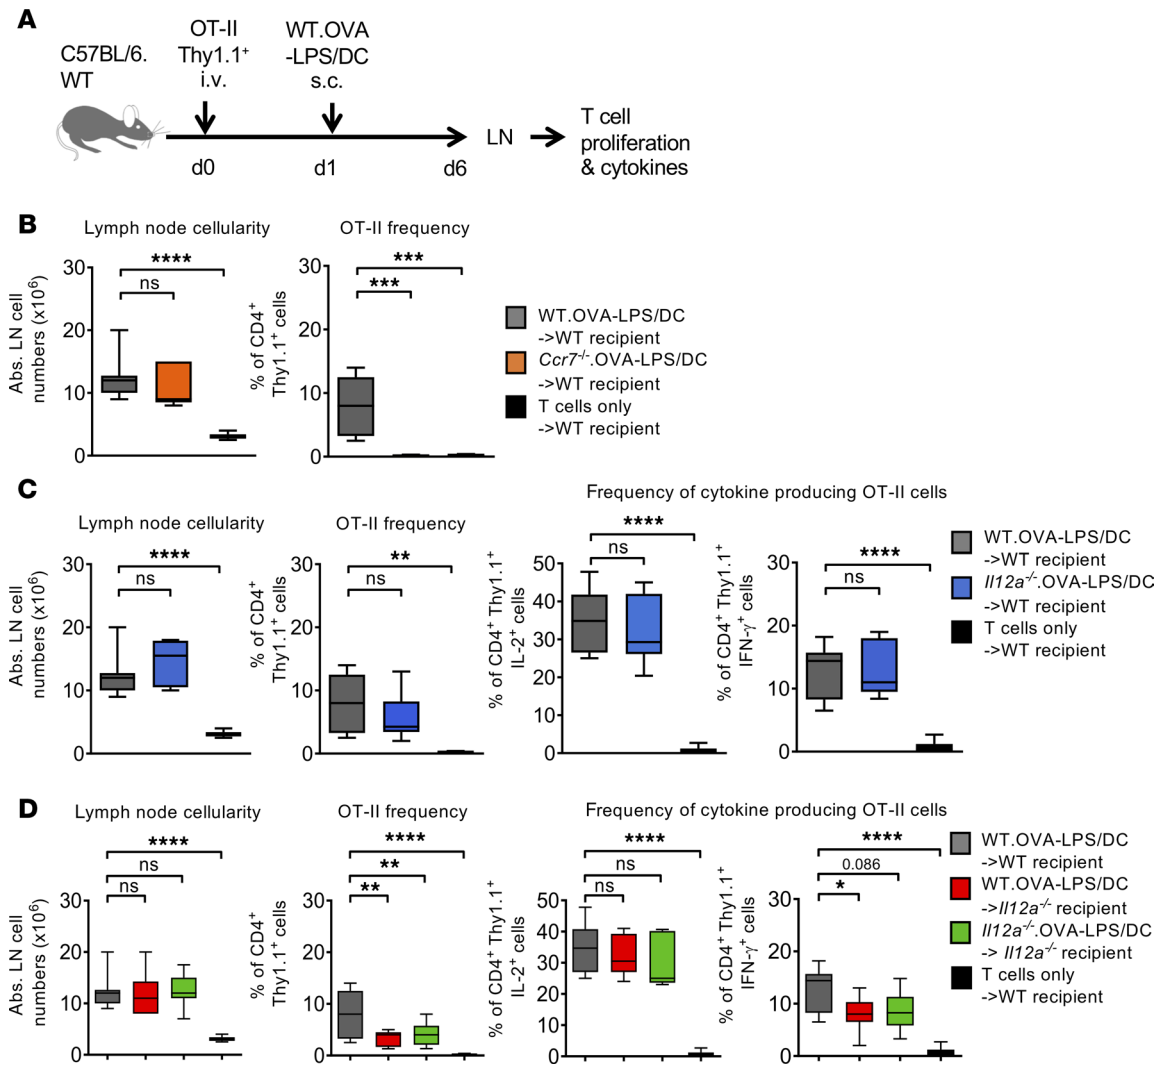 A
C57BL/6.
WT
OT-II
Thy1.1⁺
i.v.
WT.OVA
-LPS/DC
s.c.
d0
d1
d6
LN
T cell
proliferation
& cytokines
B
Lymph node cellularity
Abs. LN cell
numbers (x10⁶)
30
20
10
0
****
ns
OT-II frequency
% of CD4⁺
Thy1.1⁺ cells
30
20
10
0
***
***
WT.OVA-LPS/DC
->WT recipient
Ccr7⁻/⁻.OVA-LPS/DC
->WT recipient
T cells only
->WT recipient
C
Lymph node cellularity
Abs. LN cell
numbers (x10⁶)
30
20
10
0
****
ns
OT-II frequency
% of CD4⁺
Thy1.1⁺ cells
30
20
10
0
**
ns
Frequency of cytokine producing OT-II cells
% of CD4⁺ Thy1.1⁺
IL-2⁺ cells
50
40
30
20
10
0
****
ns
% of CD4⁺ Thy1.1⁺
IFN-γ⁺ cells
30
20
10
0
****
ns
WT.OVA-LPS/DC
->WT recipient
Il12a⁻/⁻.OVA-LPS/DC
->WT recipient
T cells only
->WT recipient
D
Lymph node cellularity
Abs. LN cell
numbers (x10⁶)
30
20
10
0
****
ns
ns
OT-II frequency
% of CD4⁺
Thy1.1⁺ cells
30
20
10
0
****
**
**
Frequency of cytokine producing OT-II cells
% of CD4⁺ Thy1.1⁺
IL-2⁺ cells
50
40
30
20
10
0
****
ns
ns
% of CD4⁺ Thy1.1⁺
IFN-γ⁺ cells
30
20
10
0
****
0.086
*
WT.OVA-LPS/DC
->WT recipient
WT.OVA-LPS/DC
->Il12a⁻/⁻ recipient
Il12a⁻/⁻.OVA-LPS/DC
-> Il12a⁻/⁻ recipient
T cells only
->WT recipient